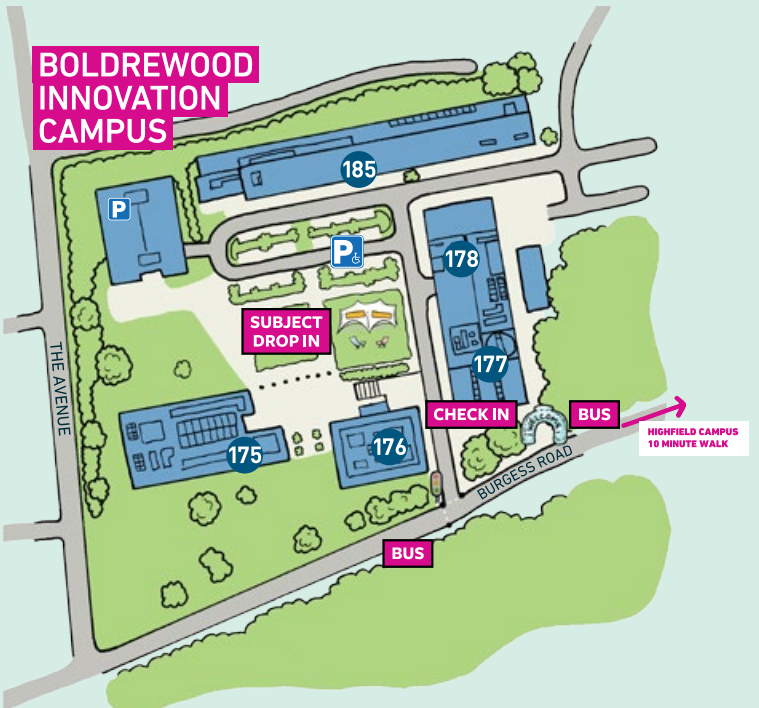 BOLDREWOOD
INNOVATION
CAMPUS
185
P
178
P
SUBJECT
DROP IN
THE AVENUE
177
CHECK IN
BUS
HIGHFIELD CAMPUS
10 MINUTE WALK
176
175
BURGESS ROAD
BUS